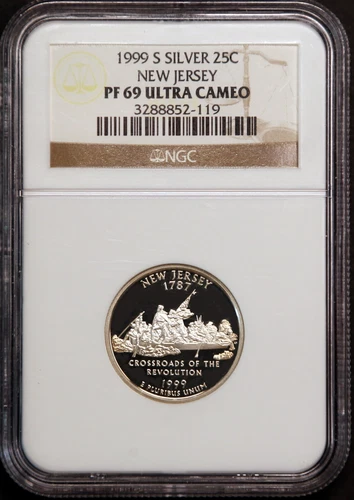 1999 S SILVER 25C
NEW JERSEY
PF 69 ULTRA CAMEO
3288852-119
NGC
NEW JERSEY
1787
CROSSROADS OF THE
REVOLUTION
1999
E PLURIBUS UNUM